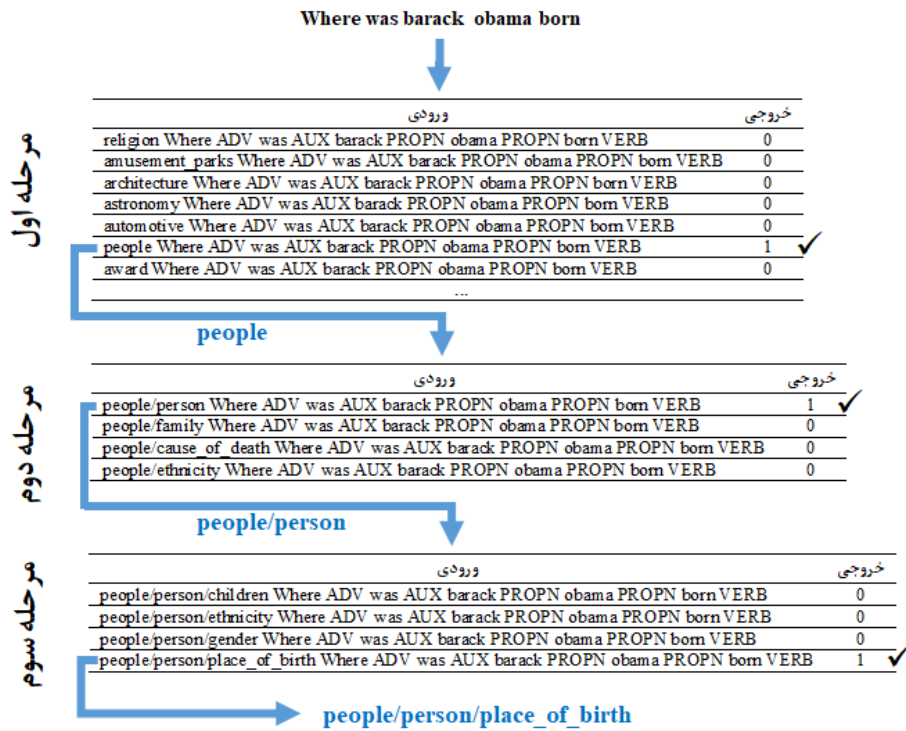 Where was barack obama born
مرحله اول
ورودی خروجی
religion Where ADV was AUX barack PROPN obama PROPN born VERB 0
amusement_parks Where ADV was AUX barack PROPN obama PROPN born VERB 0
architecture Where ADV was AUX barack PROPN obama PROPN born VERB 0
astronomy Where ADV was AUX barack PROPN obama PROPN born VERB 0
automotive Where ADV was AUX barack PROPN obama PROPN born VERB 0
people Where ADV was AUX barack PROPN obama PROPN born VERB 1 ✓
award Where ADV was AUX barack PROPN obama PROPN born VERB 0
...
people
مرحله دوم
ورودی خروجی
people/person Where ADV was AUX barack PROPN obama PROPN born VERB 1 ✓
people/family Where ADV was AUX barack PROPN obama PROPN born VERB 0
people/cause_of_death Where ADV was AUX barack PROPN obama PROPN born VERB 0
people/ethnicity Where ADV was AUX barack PROPN obama PROPN born VERB 0
people/person
مرحله سوم
ورودی خروجی
people/person/children Where ADV was AUX barack PROPN obama PROPN born VERB 0
people/person/ethnicity Where ADV was AUX barack PROPN obama PROPN born VERB 0
people/person/gender Where ADV was AUX barack PROPN obama PROPN born VERB 0
people/person/place_of_birth Where ADV was AUX barack PROPN obama PROPN born VERB 1 ✓
people/person/place_of_birth